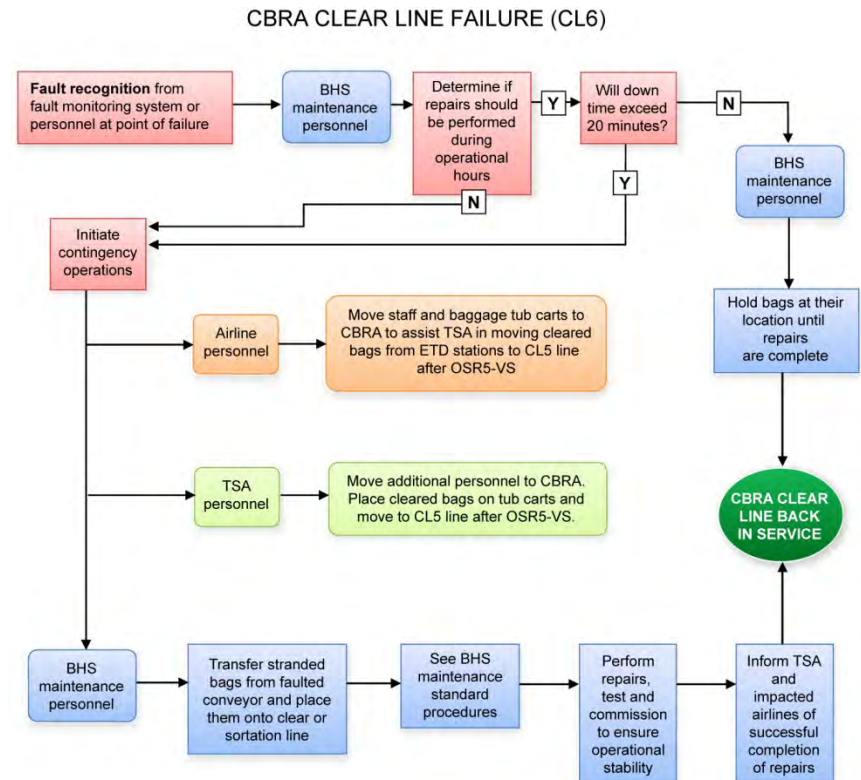 CBRA CLEAR LINE FAILURE (CL6)
Fault recognition from
fault monitoring system or
personnel at point of failure
BHS
maintenance
personnel
Determine if
repairs should
be performed
during
operational
hours
Y
Will down
time exceed
20 minutes?
N
BHS
maintenance
personnel
N
Y
Initiate
contingency
operations
Hold bags at their
location until
repairs
are complete
Airline
personnel
Move staff and baggage tub carts to
CBRA to assist TSA in moving cleared
bags from ETD stations to CL5 line
after OSR5-VS
TSA
personnel
Move additional personnel to CBRA.
Place cleared bags on tub carts and
move to CL5 line after OSR5-VS.
CBRA CLEAR
LINE BACK
IN SERVICE
BHS
maintenance
personnel
Transfer stranded
bags from faulted
conveyor and place
them onto clear or
sortation line
See BHS
maintenance
standard
procedures
Perform
repairs,
test and
commission
to ensure
operational
stability
Inform TSA
and
impacted
airlines of
successful
completion
of repairs